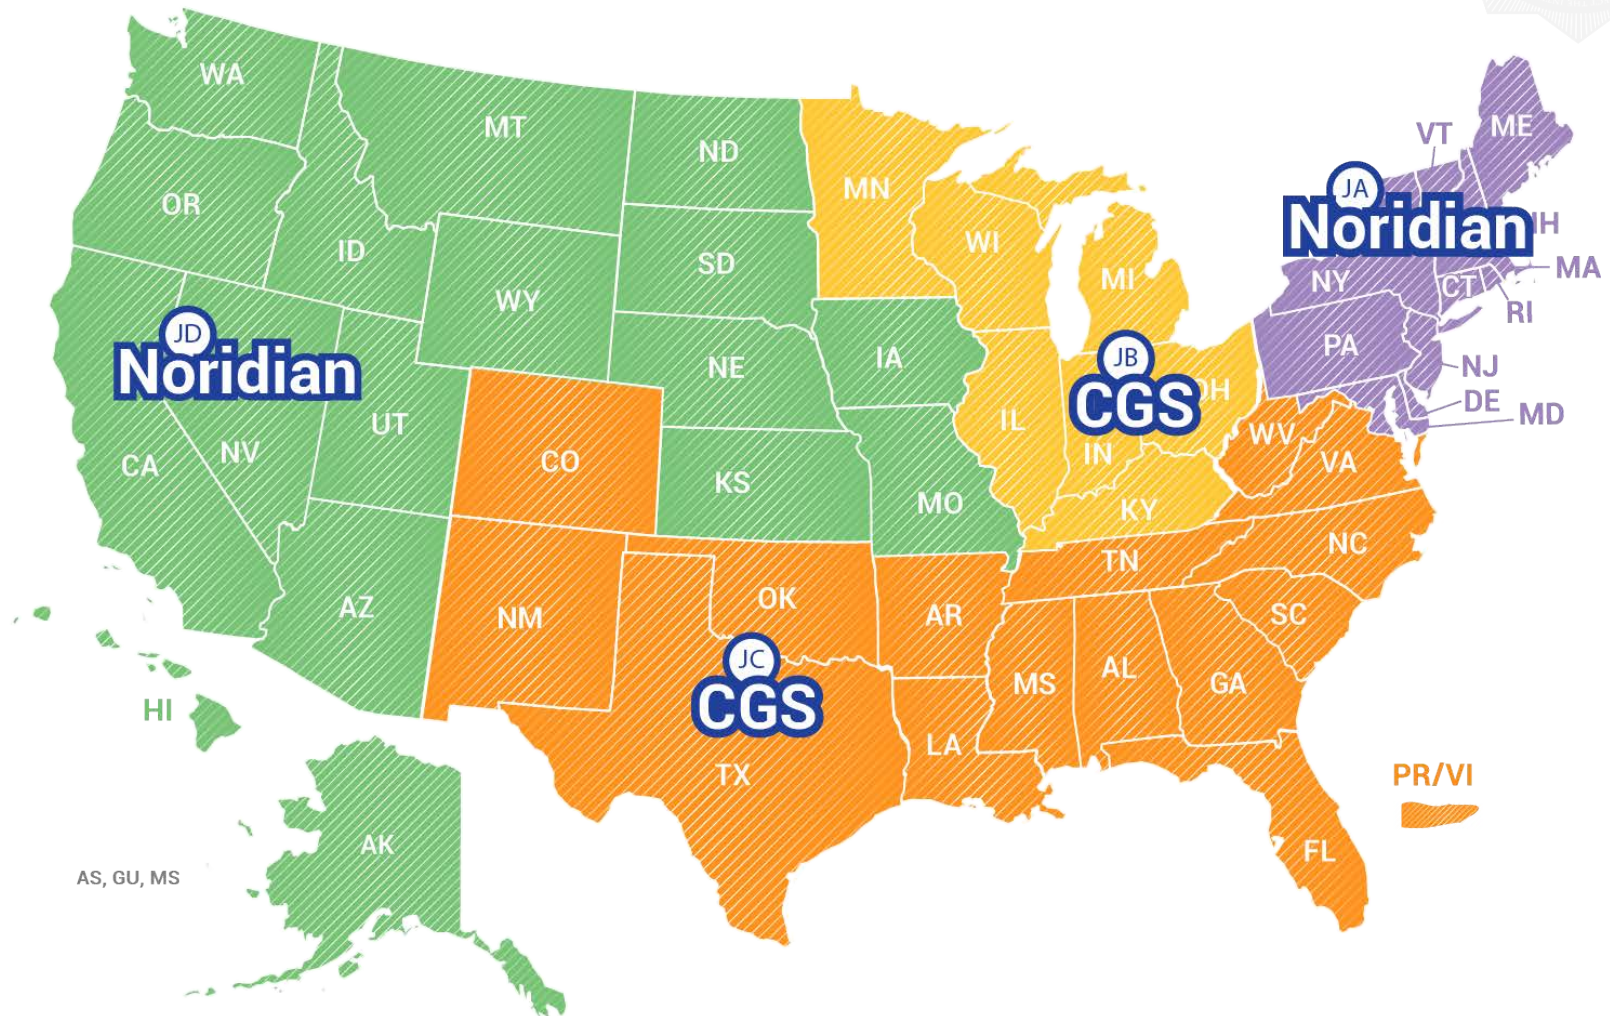 WA
MT
ND
MN
VT
ME
OR
ID
SD
WI
MI
JA
Noridian
NY
CT
MA
RI
WY
JD
Noridian
NE
IA
PA
NJ
DE
MD
JB
CGS
IL
IN
UT
NV
CA
CO
KS
MO
KY
WV
VA
TN
NC
AZ
NM
OK
AR
SC
JC
CGS
MS
AL
GA
HI
LA
TX
PR/VI
AK
FL
AS, GU, MS